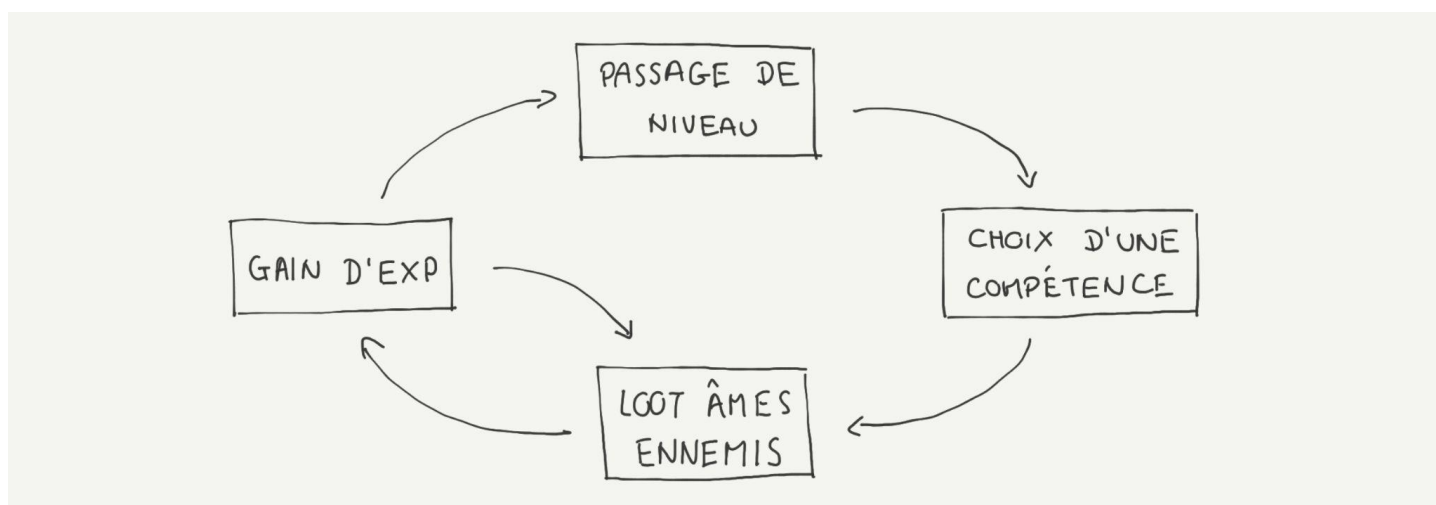 PASSAGE DE
NIVEAU
CHOIX D'UNE
COMPÉTENCE
GAIN D'EXP
LOOT ÂMES
ENNEMIS